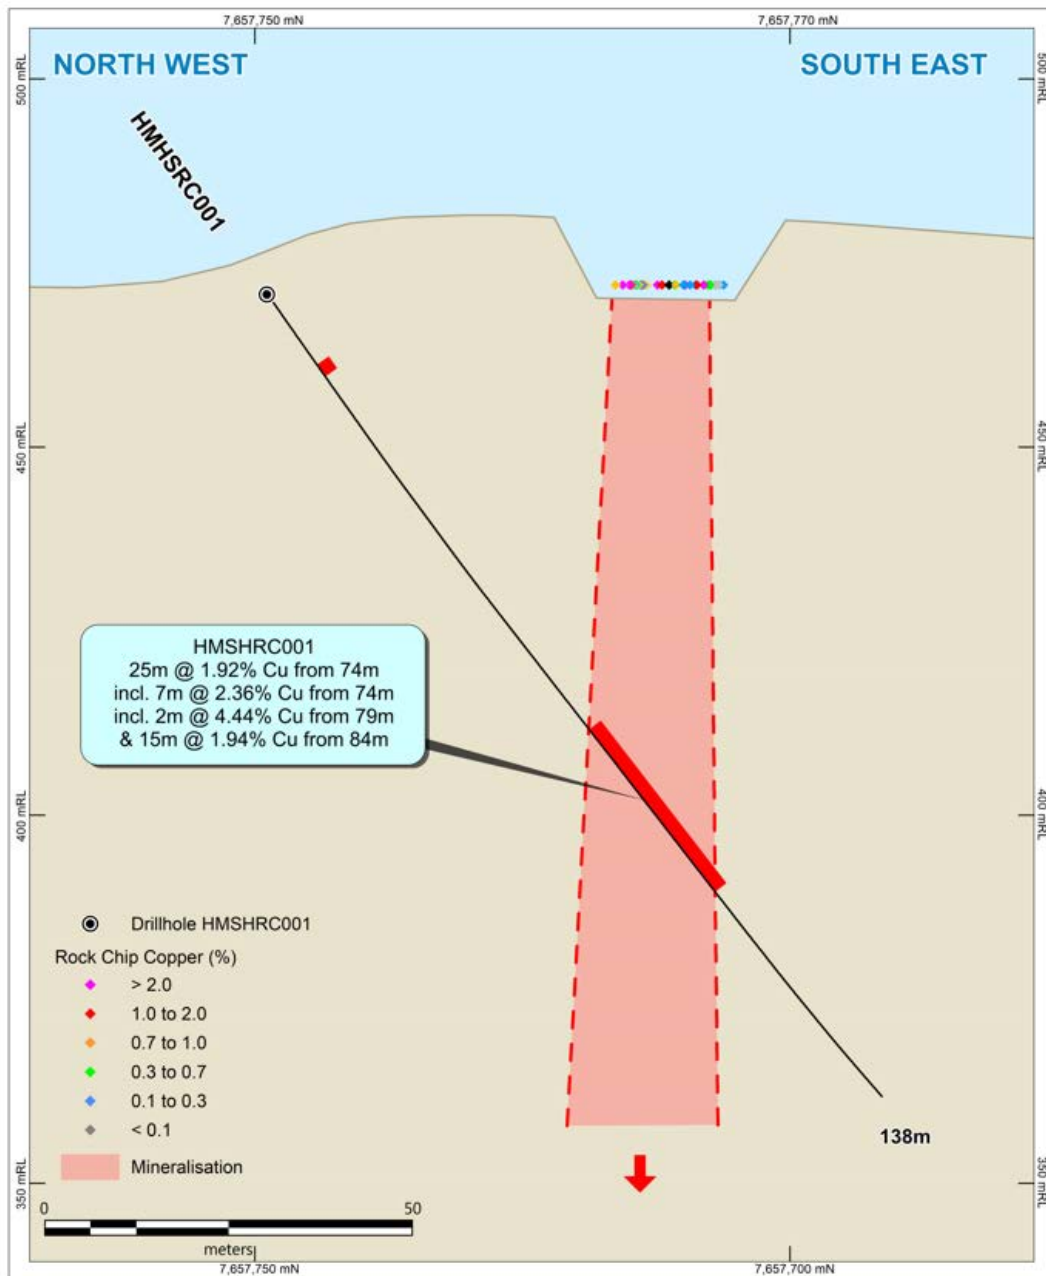 7,657,750 mN
7,657,770 mN
NORTH WEST
SOUTH EAST
500 mRL
500 mRL
HMHSRC001
450 mRL
450 mRL
HMSHRC001
25m @ 1.92% Cu from 74m
incl. 7m @ 2.36% Cu from 74m
incl. 2m @ 4.44% Cu from 79m
& 15m @ 1.94% Cu from 84m
400 mRL
400 mRL
Drillhole HMSHRC001
Rock Chip Copper (%)
> 2.0
1.0 to 2.0
0.7 to 1.0
0.3 to 0.7
0.1 to 0.3
< 0.1
Mineralisation
138m
350 mRL
350 mRL
0
50
meters
7,657,750 mN
7,657,700 mN